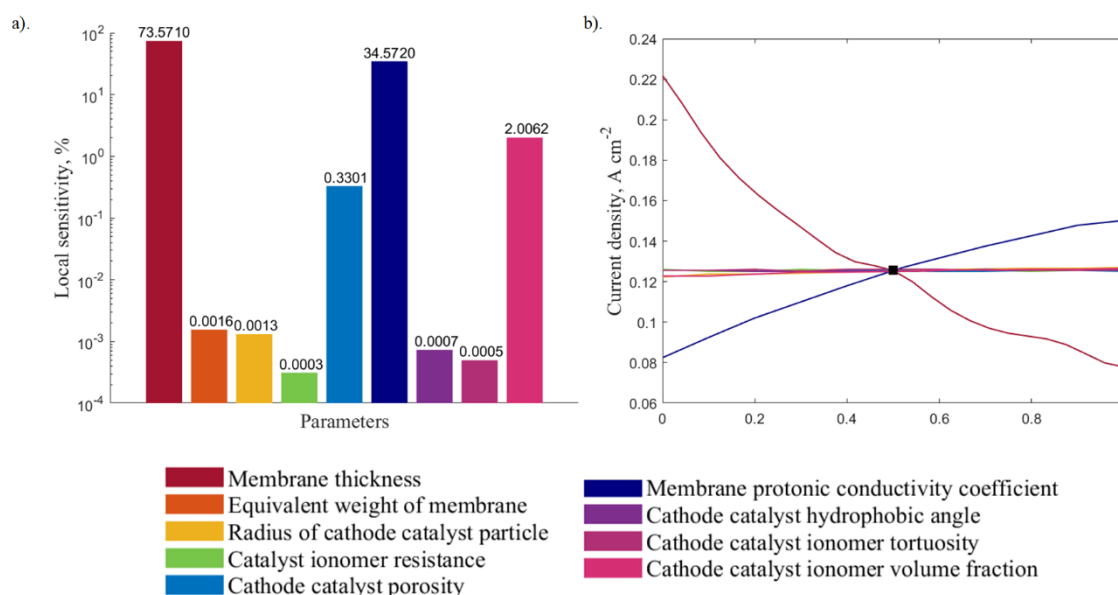 a).
Local sensitivity, %
10^2
10^1
10^0
10^-1
10^-2
10^-3
10^-4
73.5710
0.0016
0.0013
0.0003
0.3301
34.5720
0.0007
0.0005
2.0062
Parameters
b).
Current density, A cm^-2
0.24
0.22
0.2
0.18
0.16
0.14
0.12
0.1
0.08
0.06
0 0.2 0.4 0.6 0.8
Membrane thickness
Equivalent weight of membrane
Radius of cathode catalyst particle
Catalyst ionomer resistance
Cathode catalyst porosity
Membrane protonic conductivity coefficient
Cathode catalyst hydrophobic angle
Cathode catalyst ionomer tortuosity
Cathode catalyst ionomer volume fraction